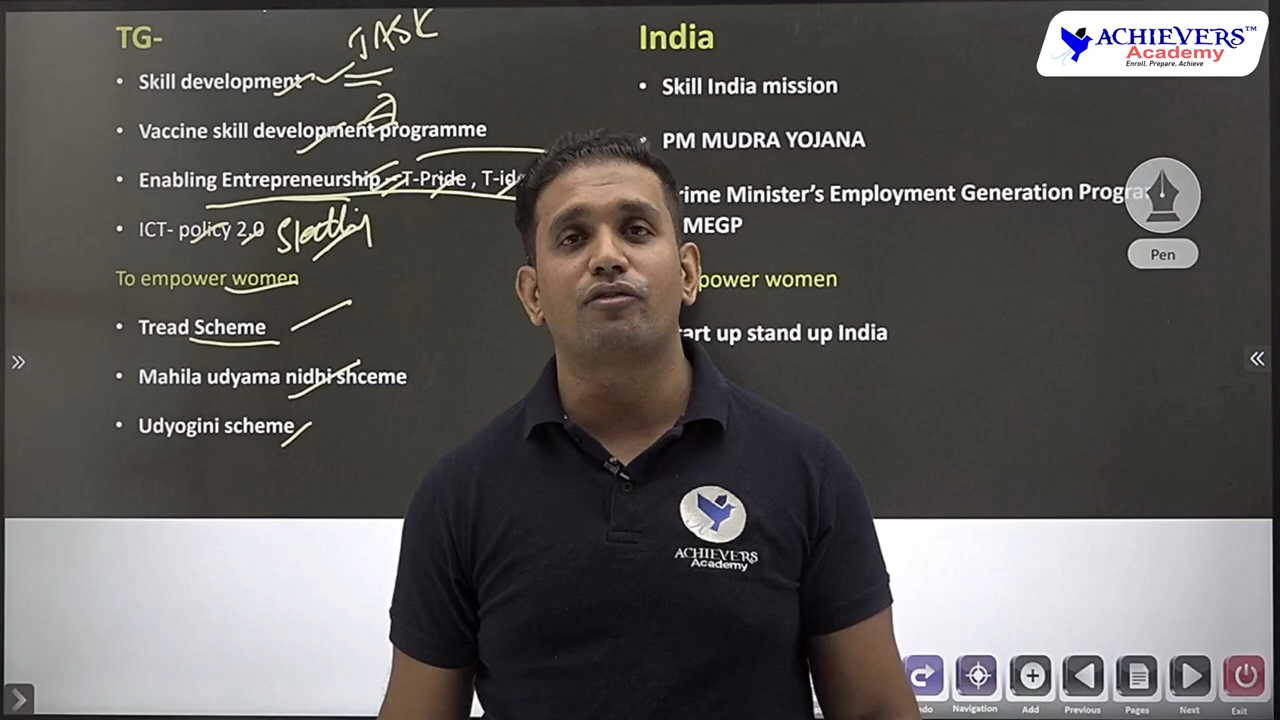 TG-
TASK
• Skill development
• Vaccine skill development programme
• Enabling Entrepreneurship - T-Pride , T-ide
• ICT- policy 2.0
To empower women
• Tread Scheme
• Mahila udyama nidhi shceme
• Udyogini scheme
India
• Skill India mission
PM MUDRA YOJANA
rime Minister's Employment Generation Progra
MEGP
power women
art up stand up India
ACHIEVERS™
Academy
Enroll. Prepare. Achieve
Pen
ACHIEVERS
Academy
ndo
Navigation
Add
Previous
Pages
Next
Exit